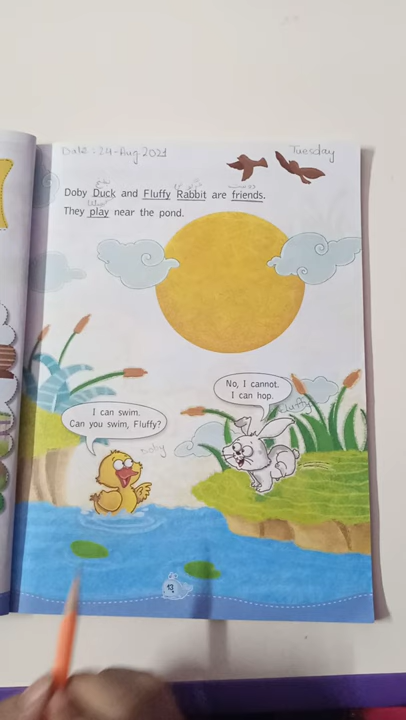 Date :- 24-Aug 2021
Tuesday
Doby Duck and Fluffy Rabbit are friends.
They play near the pond.
No, I cannot.
I can hop.
fluffy
I can swim.
Can you swim, Fluffy?
Doby
13